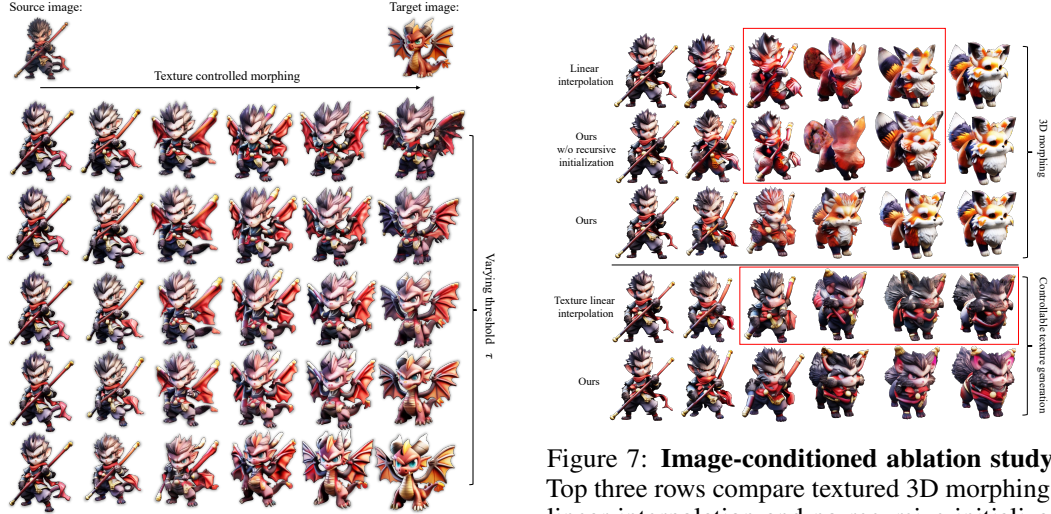 Source image:
Target image:
Texture controlled morphing
Varying threshold τ
Linear
interpolation
Ours
w/o recursive
initialization
Ours
3D morphing
Texture linear
interpolation
Ours
Controllable texture generation
Figure 7: Image-conditioned ablation study
Top three rows compare textured 3D morphing